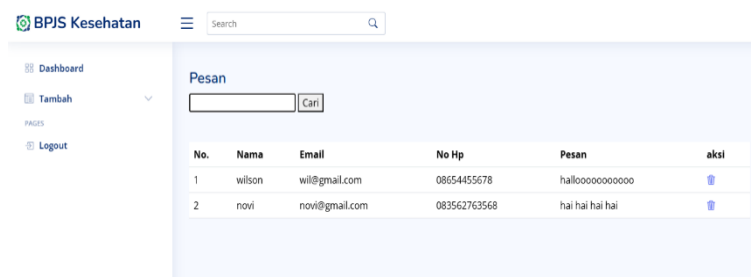 BPJS Kesehatan
Search
Dashboard
Tambah
PAGES
Logout
Pesan
Cari
No. Nama Email No Hp Pesan aksi
1 wilson wil@gmail.com 08654455678 hallooooooooooo
2 novi novi@gmail.com 083562763568 hai hai hai hai